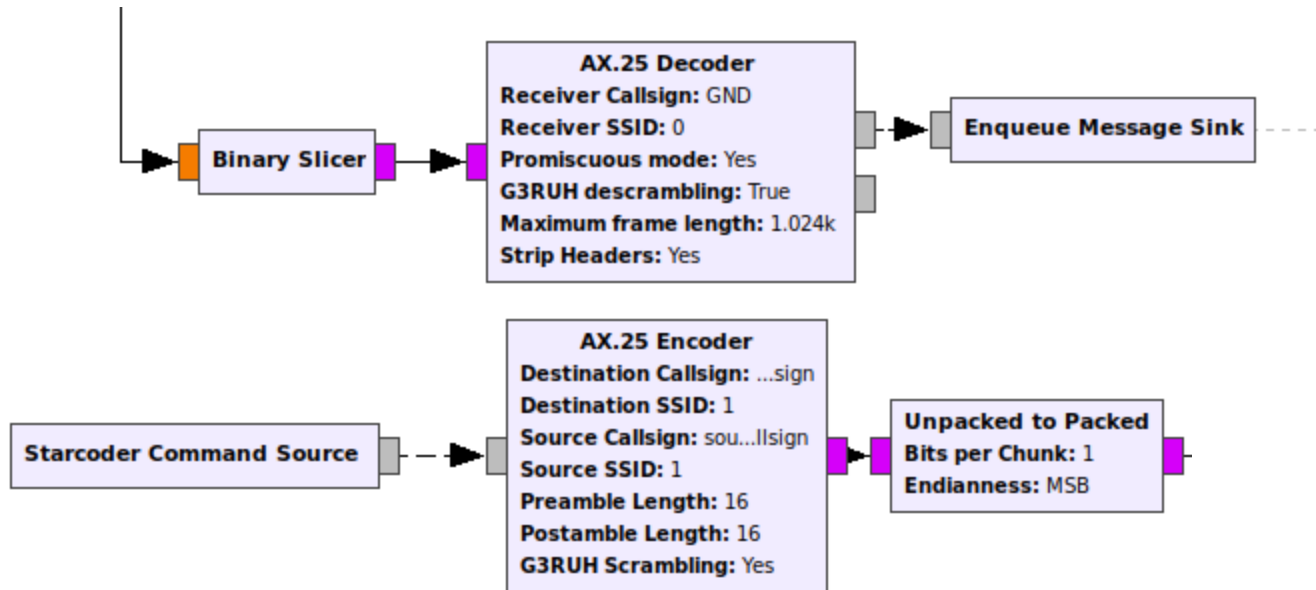 AX.25 Decoder
Receiver Callsign: GND
Receiver SSID: 0
Promiscuous mode: Yes
G3RUH descrambling: True
Maximum frame length: 1.024k
Strip Headers: Yes
Binary Slicer
Enqueue Message Sink
AX.25 Encoder
Destination Callsign: ...sign
Destination SSID: 1
Source Callsign: sou...llsign
Source SSID: 1
Preamble Length: 16
Postamble Length: 16
G3RUH Scrambling: Yes
Starcoder Command Source
Unpacked to Packed
Bits per Chunk: 1
Endianness: MSB